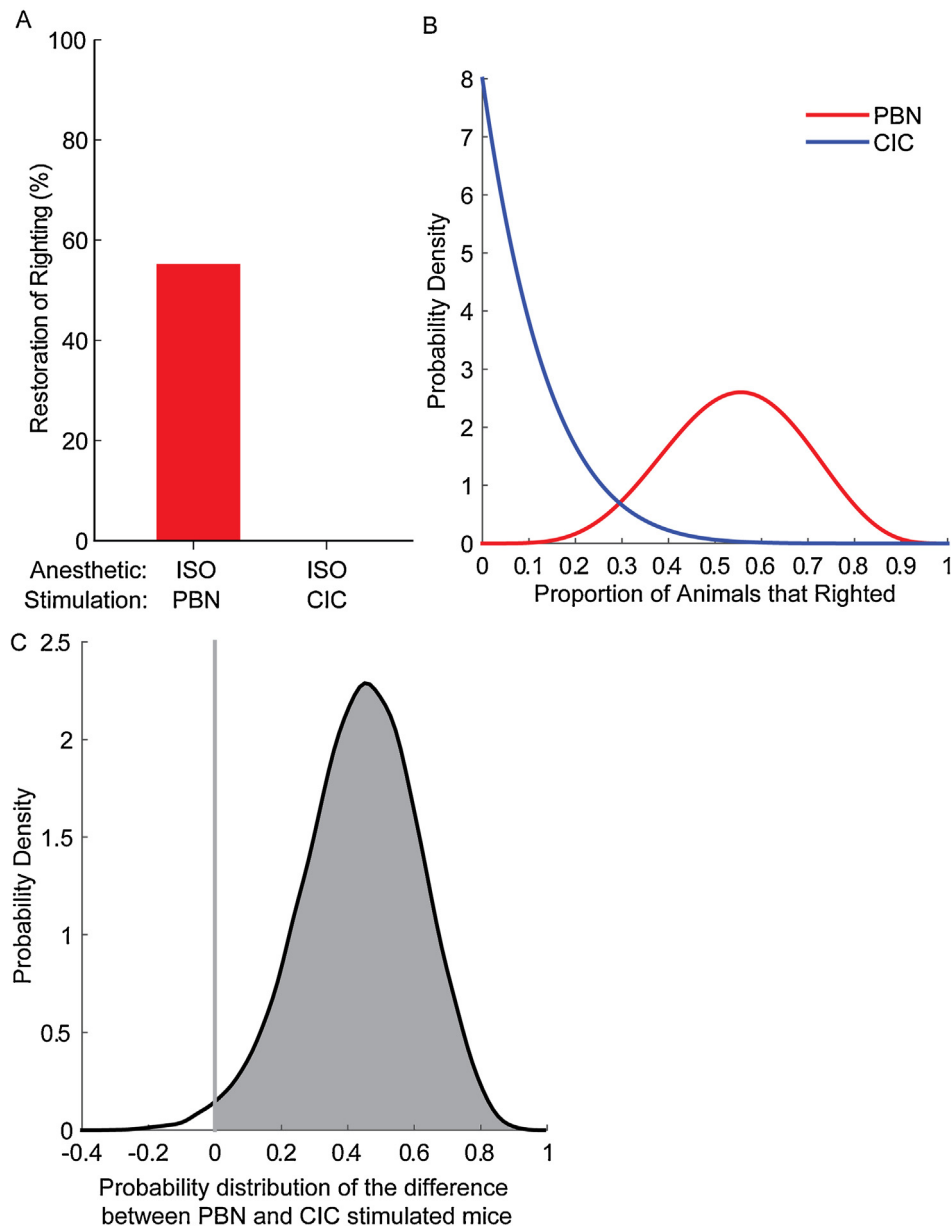 A
100
80
60
40
20
0
Restoration of Righting (%)
Anesthetic: ISO ISO
Stimulation: PBN CIC
B
8
7
6
5
4
3
2
1
0
Probability Density
PBN
CIC
0 0.1 0.2 0.3 0.4 0.5 0.6 0.7 0.8 0.9 1
Proportion of Animals that Righted
C
2.5
2
1.5
1
0.5
0
Probability Density
-0.4 -0.2 0 0.2 0.4 0.6 0.8 1
Probability distribution of the difference
between PBN and CIC stimulated mice